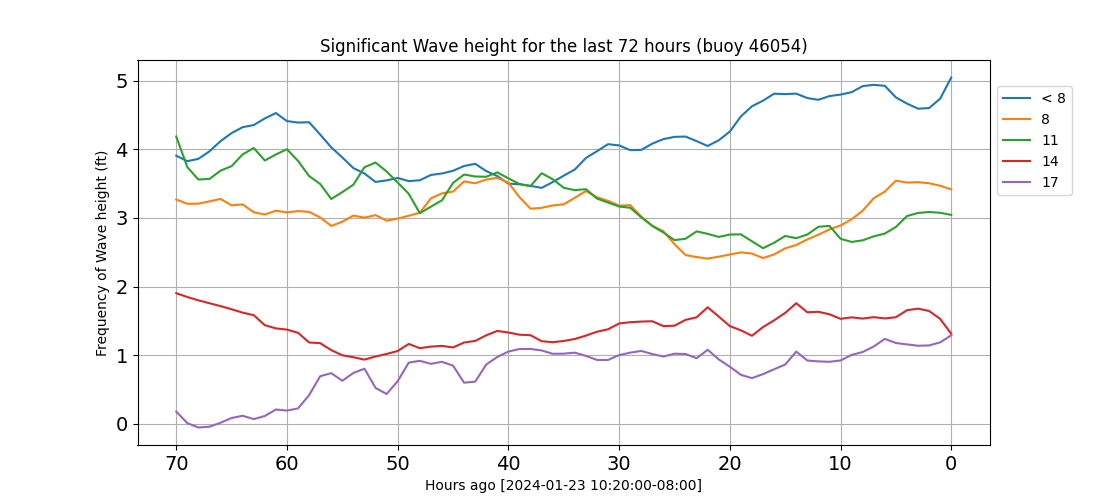 Significant Wave height for the last 72 hours (buoy 46054)
Frequency of Wave height (ft)
5
4
3
2
1
0
70 60 50 40 30 20 10 0
Hours ago [2024-01-23 10:20:00-08:00]
< 8
8
11
14
17